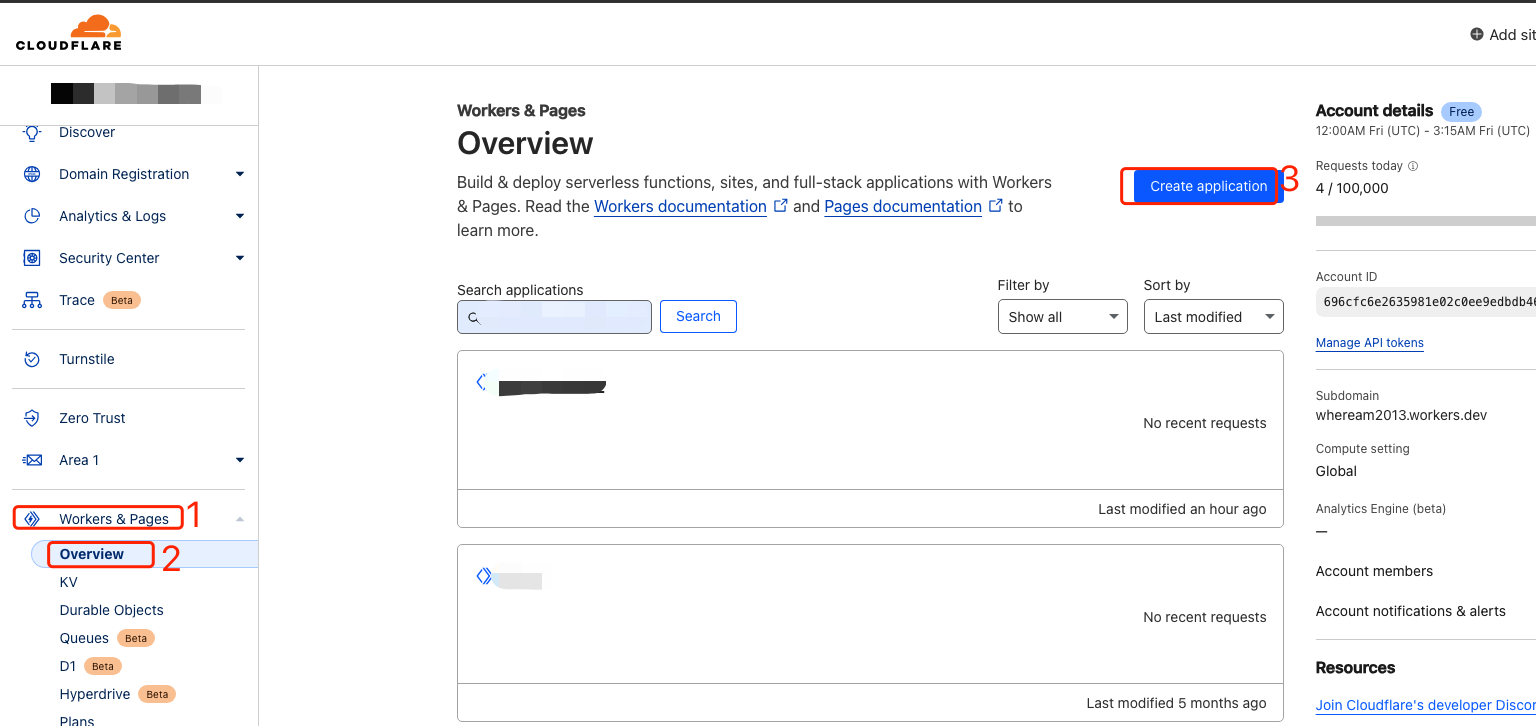 CLOUDFLARE
Add sit
Discover
Domain Registration
Analytics & Logs
Security Center
Trace Beta
Turnstile
Zero Trust
Area 1
Workers & Pages 1
Overview 2
KV
Durable Objects
Queues Beta
D1 Beta
Hyperdrive Beta
Plans
Workers & Pages
Overview
Build & deploy serverless functions, sites, and full-stack applications with Workers
& Pages. Read the Workers documentation and Pages documentation to
learn more.
Create application 3
Search applications
Search
Filter by
Show all
Sort by
Last modified
No recent requests
Last modified an hour ago
No recent requests
Last modified 5 months ago
Account details Free
12:00AM Fri (UTC) - 3:15AM Fri (UTC)
Requests today
4 / 100,000
Account ID
696cfc6e2635981e02c0ee9edbdb46
Manage API tokens
Subdomain
wheream2013.workers.dev
Compute setting
Global
Analytics Engine (beta)
—
Account members
Account notifications & alerts
Resources
Join Cloudflare's developer Discor